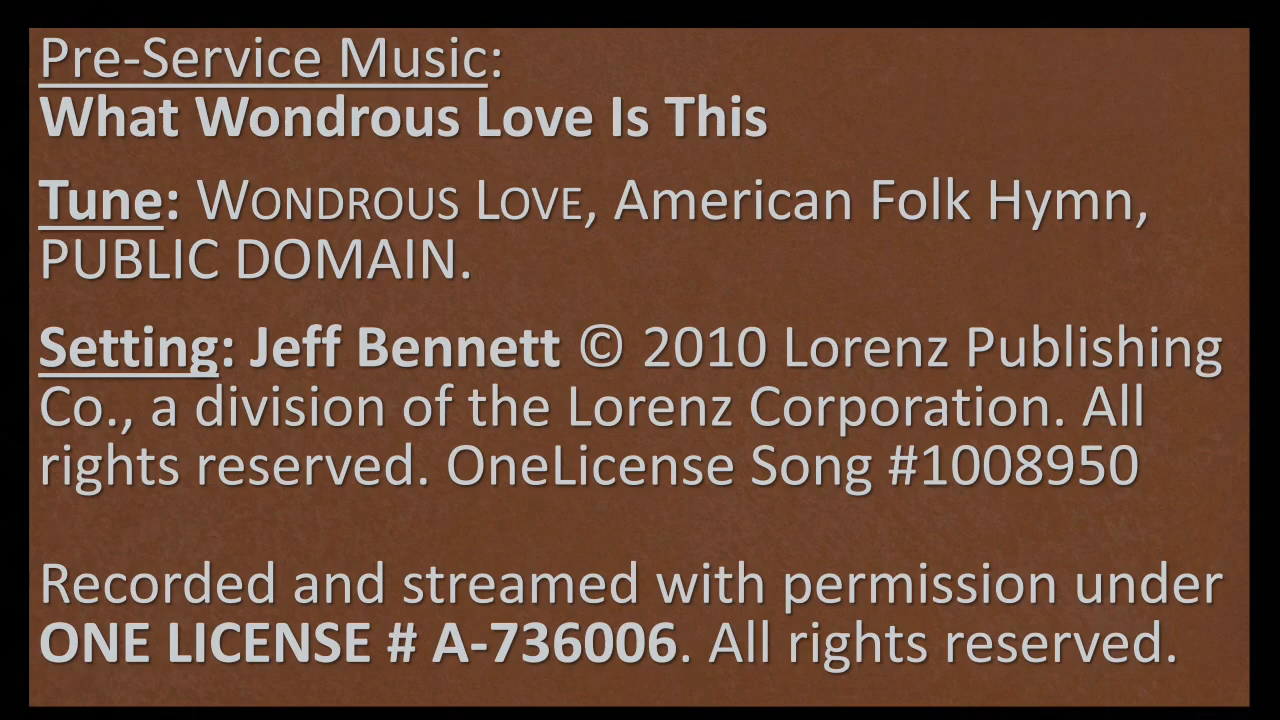 Pre-Service Music:
What Wondrous Love Is This
Tune: WONDROUS LOVE, American Folk Hymn,
PUBLIC DOMAIN.
Setting: Jeff Bennett © 2010 Lorenz Publishing
Co., a division of the Lorenz Corporation. All
rights reserved. OneLicense Song #1008950
Recorded and streamed with permission under
ONE LICENSE # A-736006. All rights reserved.